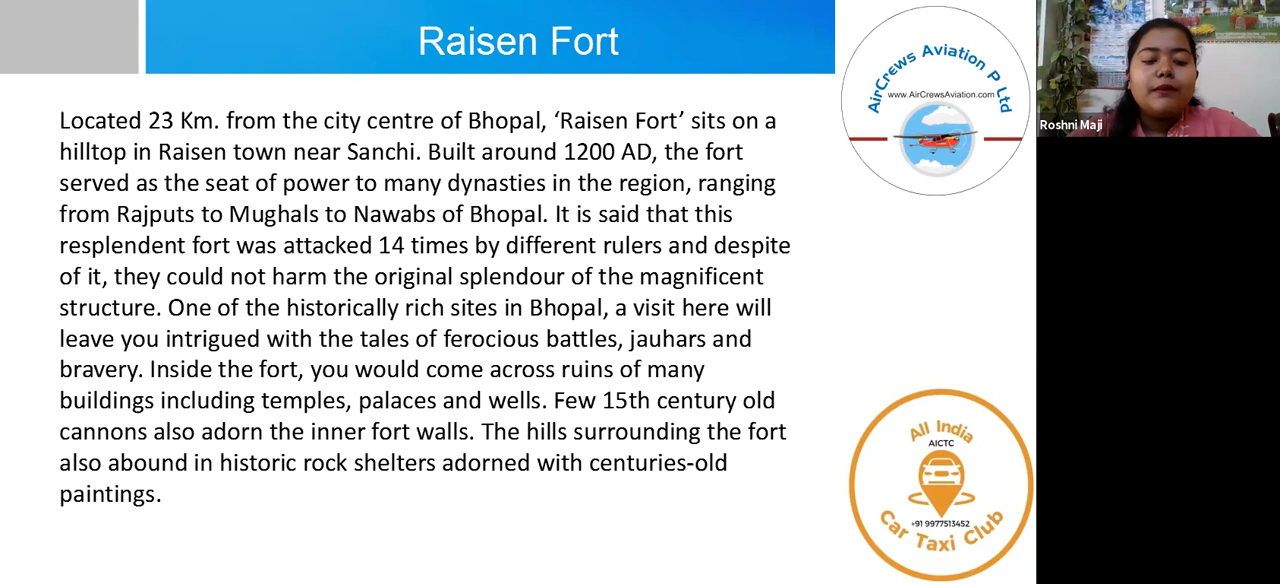 Raisen Fort
Located 23 Km. from the city centre of Bhopal, ‘Raisen Fort’ sits on a
hilltop in Raisen town near Sanchi. Built around 1200 AD, the fort
served as the seat of power to many dynasties in the region, ranging
from Rajputs to Mughals to Nawabs of Bhopal. It is said that this
resplendent fort was attacked 14 times by different rulers and despite
of it, they could not harm the original splendour of the magnificent
structure. One of the historically rich sites in Bhopal, a visit here will
leave you intrigued with the tales of ferocious battles, jauhars and
bravery. Inside the fort, you would come across ruins of many
buildings including temples, palaces and wells. Few 15th century old
cannons also adorn the inner fort walls. The hills surrounding the fort
also abound in historic rock shelters adorned with centuries-old
paintings.
AirCrews Aviation P Ltd
www.AirCrewsAviation.com
All India
AICTC
+91 9977513452
Car Taxi Club
Roshni Maji